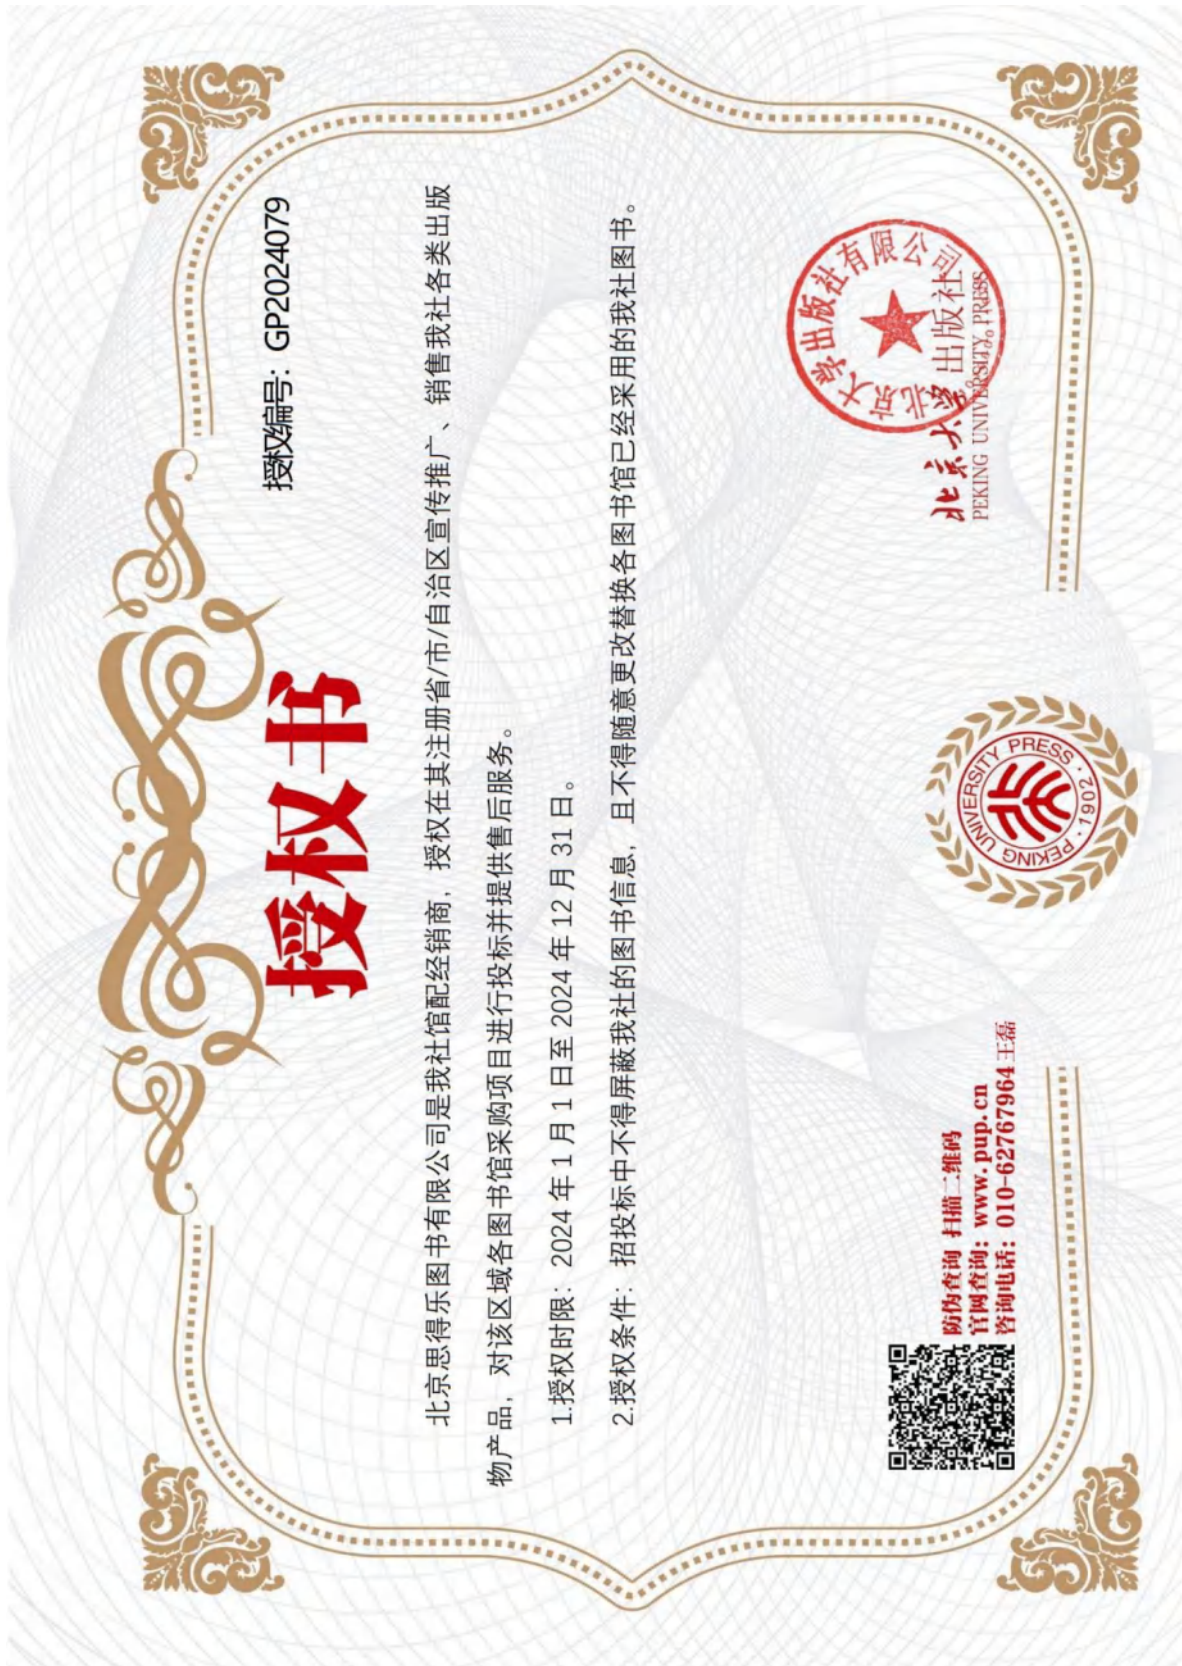 授权编号：GP2024079
授权书
北京思得乐图书有限公司是我社馆配经销商，授权在其注册省/市/自治区宣传推广、销售我社各类出版
物产品，对该区域各图书馆采购项目进行投标并提供售后服务。
1.授权时限：2024年1月1日至2024年12月31日。
2.授权条件：招投标中不得屏蔽我社的图书信息，且不得随意更改替换各图书馆已经采用的我社图书。
防伪查询 扫描二维码
官网查询：www.pup.cn
咨询电话：010-62767964 王磊
PEKING UNIVERSITY PRESS · 1902 ·
北京大学出版社
PEKING UNIVERSITY PRESS
北京大学出版社有限公司